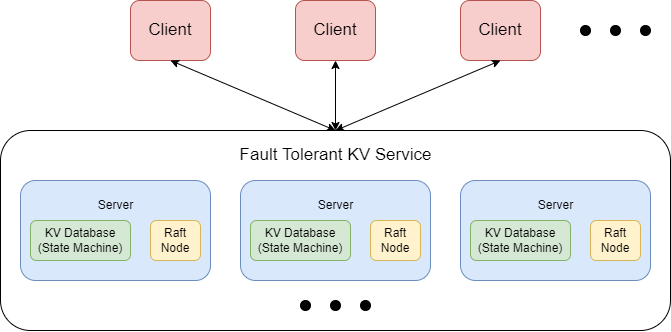 Client
Client
Client
Fault Tolerant KV Service
Server
KV Database
(State Machine)
Raft
Node
Server
KV Database
(State Machine)
Raft
Node
Server
KV Database
(State Machine)
Raft
Node